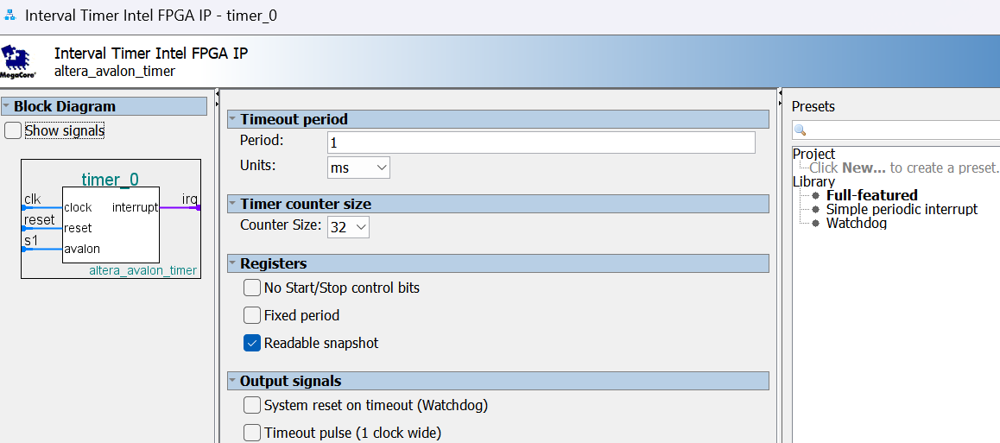 Interval Timer Intel FPGA IP - timer_0
MegaCore®
Interval Timer Intel FPGA IP
altera_avalon_timer
Block Diagram
Show signals
timer_0
clk
clock
interrupt
irq
reset
reset
s1
avalon
altera_avalon_timer
Timeout period
Period: 1
Units: ms
Timer counter size
Counter Size: 32
Registers
No Start/Stop control bits
Fixed period
Readable snapshot
Output signals
System reset on timeout (Watchdog)
Timeout pulse (1 clock wide)
Presets
Project
Click New... to create a preset.
Library
Full-featured
Simple periodic interrupt
Watchdog